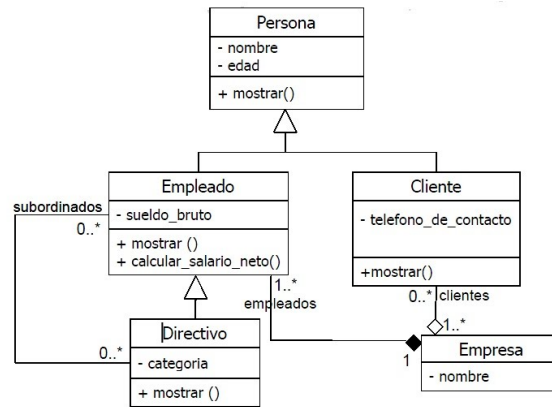 Persona
- nombre
- edad
+ mostrar()
Empleado
- sueldo_bruto
+ mostrar ()
+ calcular_salario_neto()
Cliente
- telefono_de_contacto
+mostrar()
subordinados
0..*
1..*
empleados
0..* clientes
1..*
Directivo
- categoria
+ mostrar ()
0..*
1
Empresa
- nombre